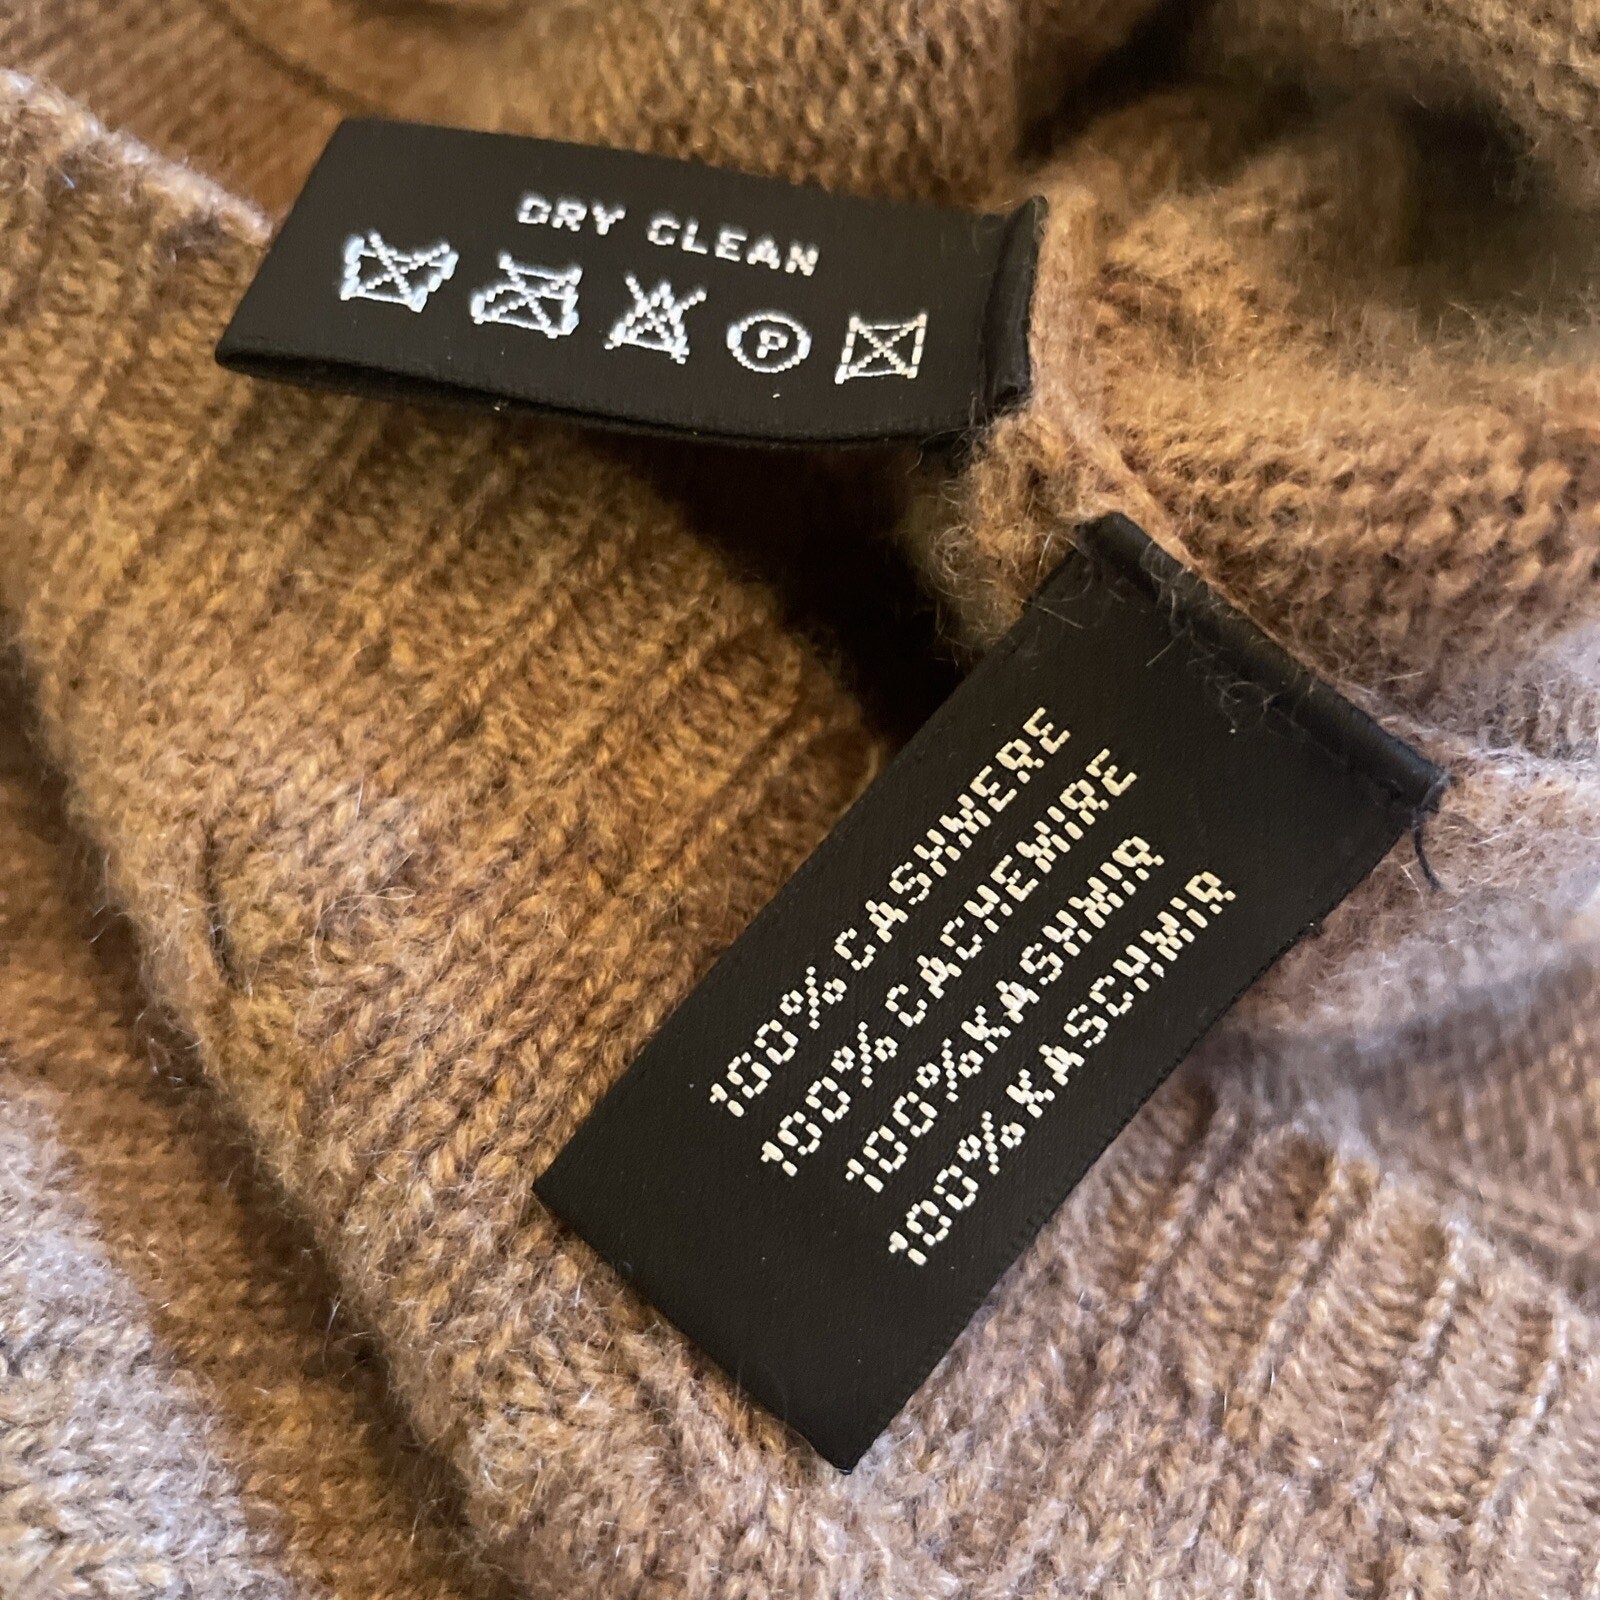 DRY CLEAN
P
100% CASHMERE
100% CACHEMIRE
100% KASHMIR
100% KASCHMIR